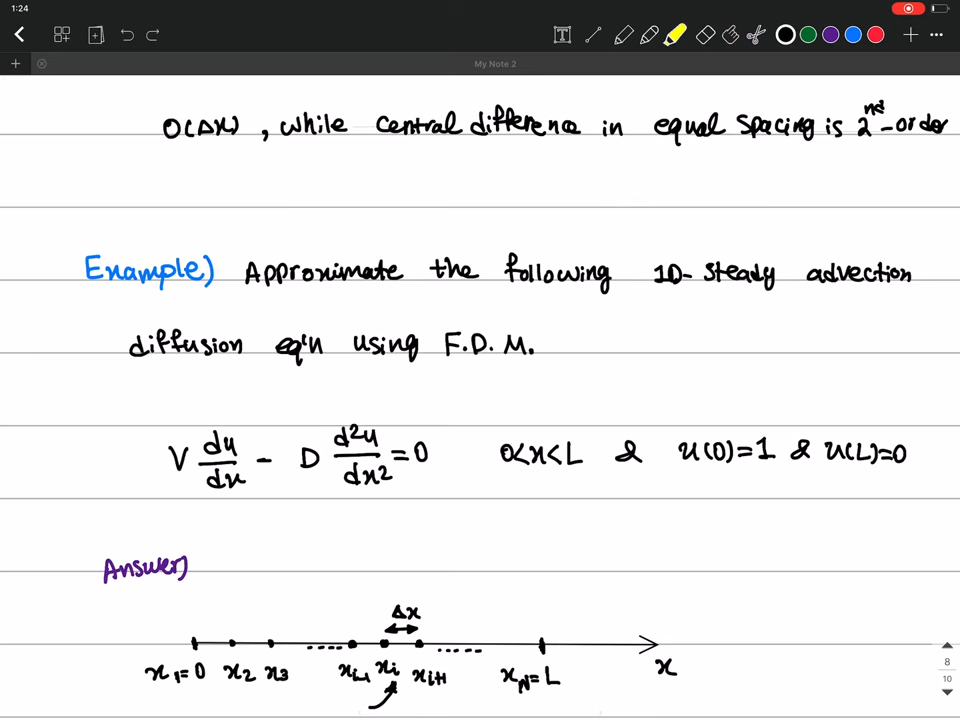 1:24
My Note 2
O(Δx) , while central difference in equal spacing is 2nd-order
Example) Approximate the following 1D-steady advection
diffusion eq'n using F.D.M.
V du/dx - D d²u/dx² = 0 0<x<L & u(0)=1 & u(L)=0
Answer)
Δx
x₁=0 x₂ x₃ ..... xᵢ₋₁ xᵢ xᵢ₊₁ ..... x_N=L x
8
10